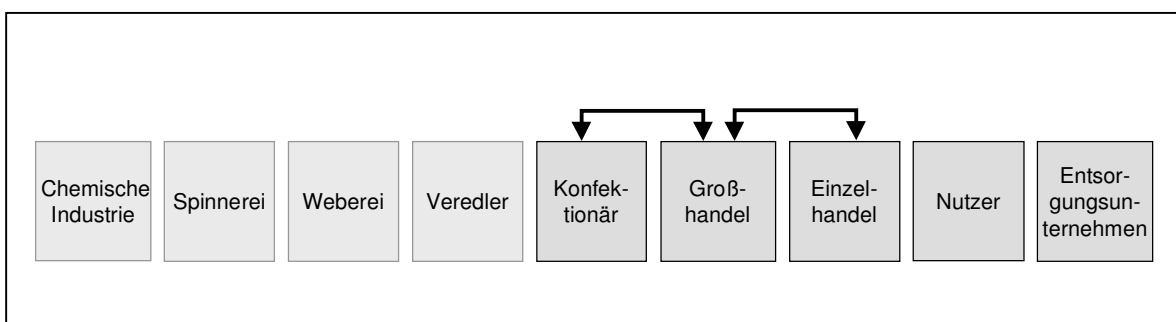 Chemische
Industrie
Spinnerei
Weberei
Veredler
Konfek-
tionär
Groß-
handel
Einzel-
handel
Nutzer
Entsor-
gungsun-
ternehmen